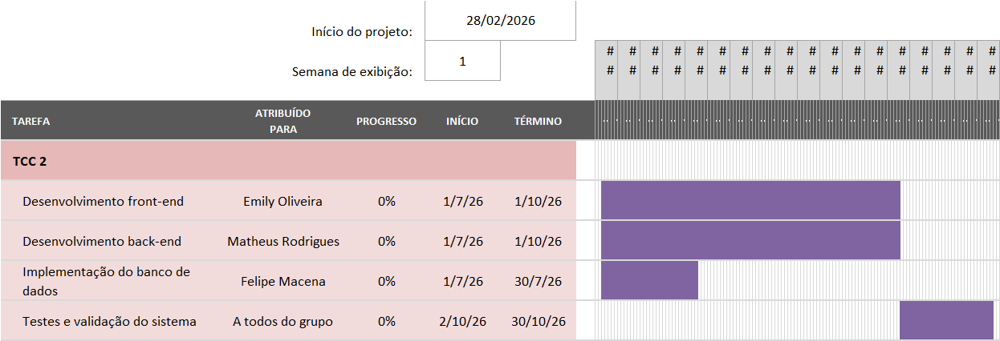 28/02/2026
Início do projeto:
Semana de exibição: 1
# # # # # # # # # # # # # # # # # #
# # # # # # # # # # # # # # # # # #
TAREFA ATRIBUÍDO PARA PROGRESSO INÍCIO TÉRMINO
TCC 2
Desenvolvimento front-end Emily Oliveira 0% 1/7/26 1/10/26
Desenvolvimento back-end Matheus Rodrigues 0% 1/7/26 1/10/26
Implementação do banco de
dados Felipe Macena 0% 1/7/26 30/7/26
Testes e validação do sistema A todos do grupo 0% 2/10/26 30/10/26